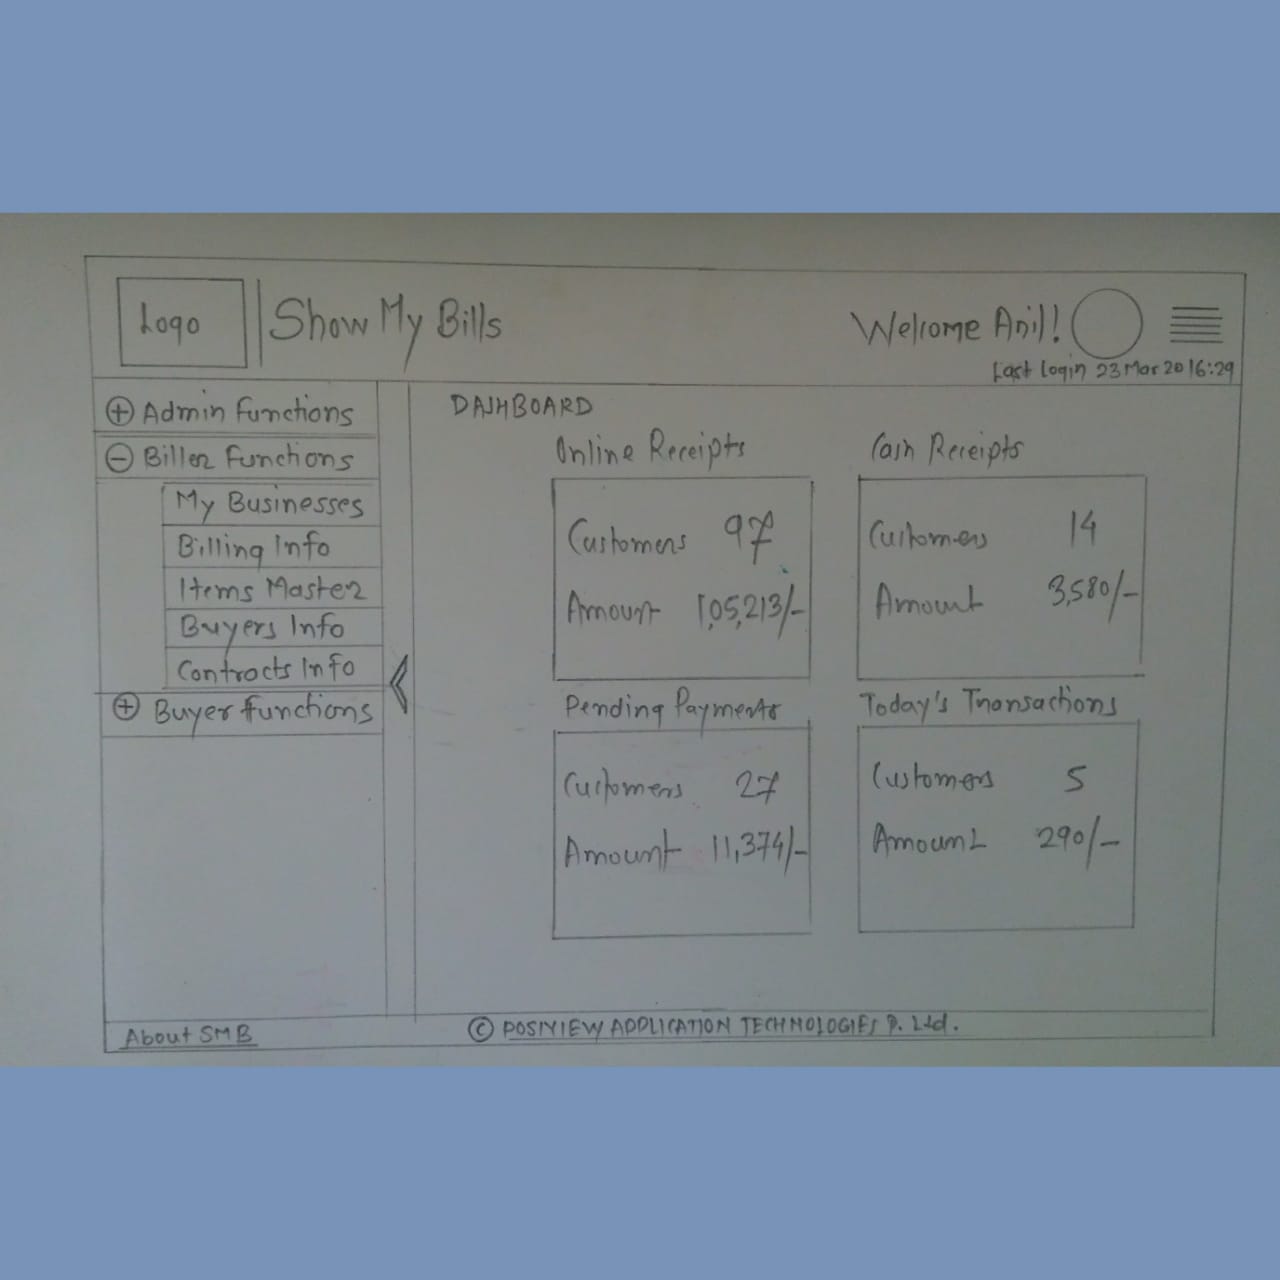 Logo
Show My Bills
Welcome Anil!
Last Login 23 Mar 20 16:29
+ Admin Functions
- Biller Functions
My Businesses
Billing Info
Items Master
Buyers Info
Contracts Info
+ Buyer functions
<
DASHBOARD
Online Receipts
Customers 97
Amount 1,05,213/-
Cash Receipts
Customers 14
Amount 3,580/-
Pending Payments
Customers 27
Amount 11,374/-
Today's Transactions
Customers 5
Amount 290/-
About SMB
© POSIVIEW APPLICATION TECHNOLOGIES P. Ltd.